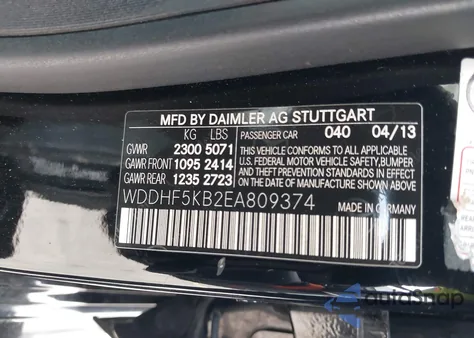 MFD BY DAIMLER AG STUTTGART
KG LBS PASSENGER CAR 040 04/13
GVWR 2300 5071
GAWR FRONT 1095 2414
GAWR REAR 1235 2723
THIS VEHICLE CONFORMS TO ALL APPLICABLE
U.S. FEDERAL MOTOR VEHICLE SAFETY, BUMPER
AND THEFT PREVENTION STANDARDS IN EFFECT
ON THE DATE OF MANUFACTURE SHOWN ABOVE.
WDDHF5KB2EA809374
MADE IN GERMANY
AutoSnap